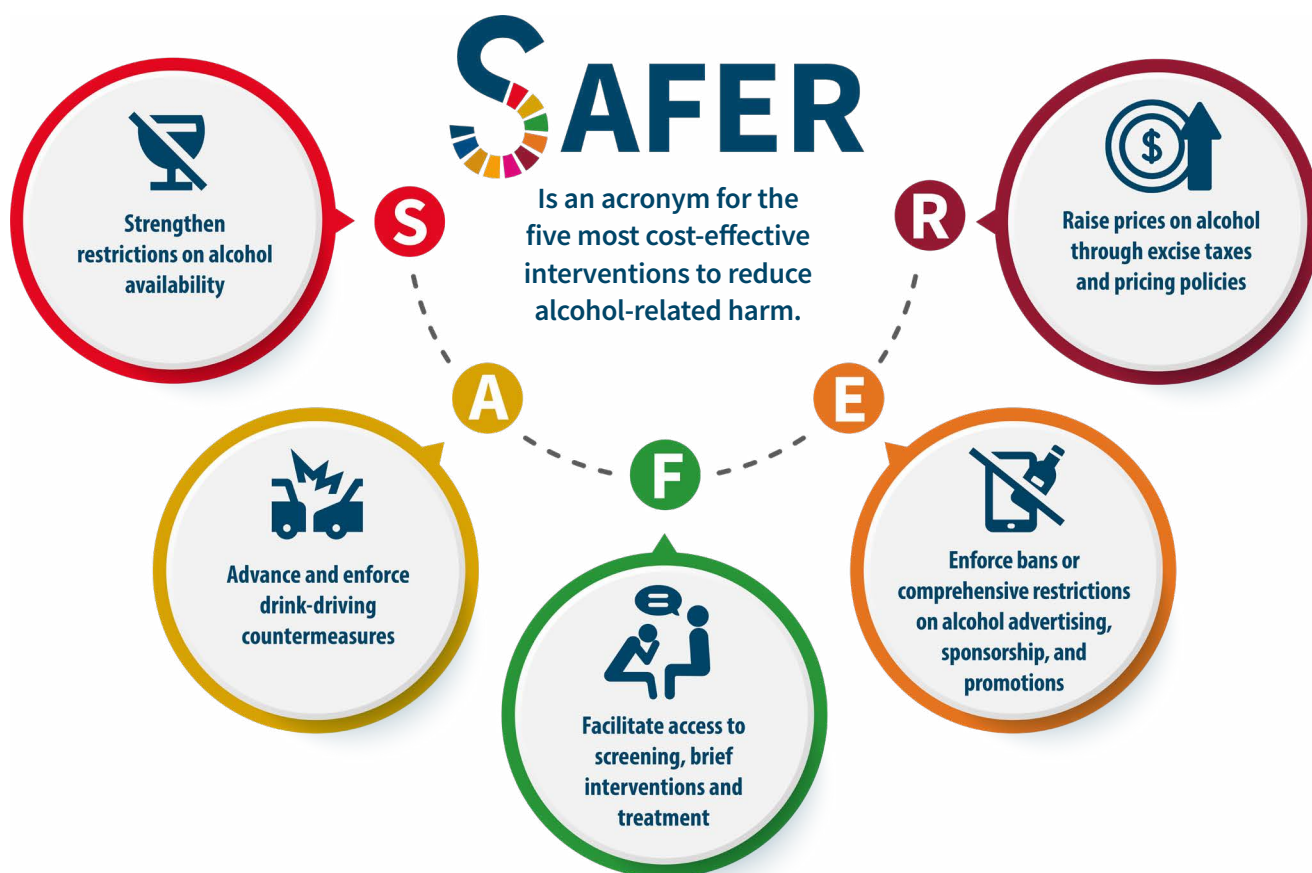 SAFER
Is an acronym for the
five most cost-effective
interventions to reduce
alcohol-related harm.
S
Strengthen
restrictions on alcohol
availability
A
Advance and enforce
drink-driving
countermeasures
F
Facilitate access to
screening, brief
interventions and
treatment
E
Enforce bans or
comprehensive restrictions
on alcohol advertising,
sponsorship, and
promotions
R
$
Raise prices on alcohol
through excise taxes
and pricing policies